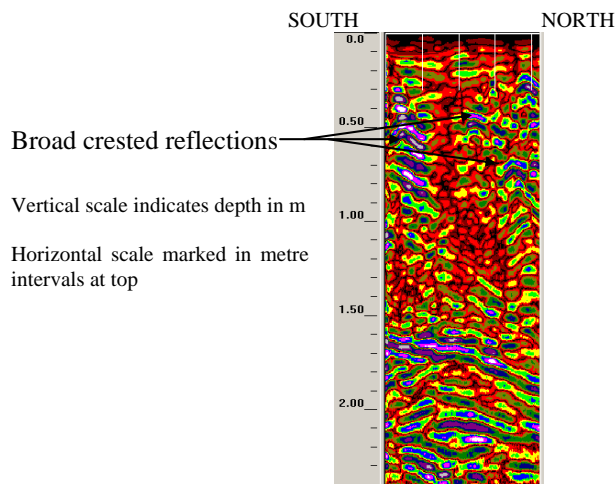 SOUTH NORTH
0.0
0.50
Broad crested reflections
Vertical scale indicates depth in m
1.00
Horizontal scale marked in metre
intervals at top
1.50
2.00